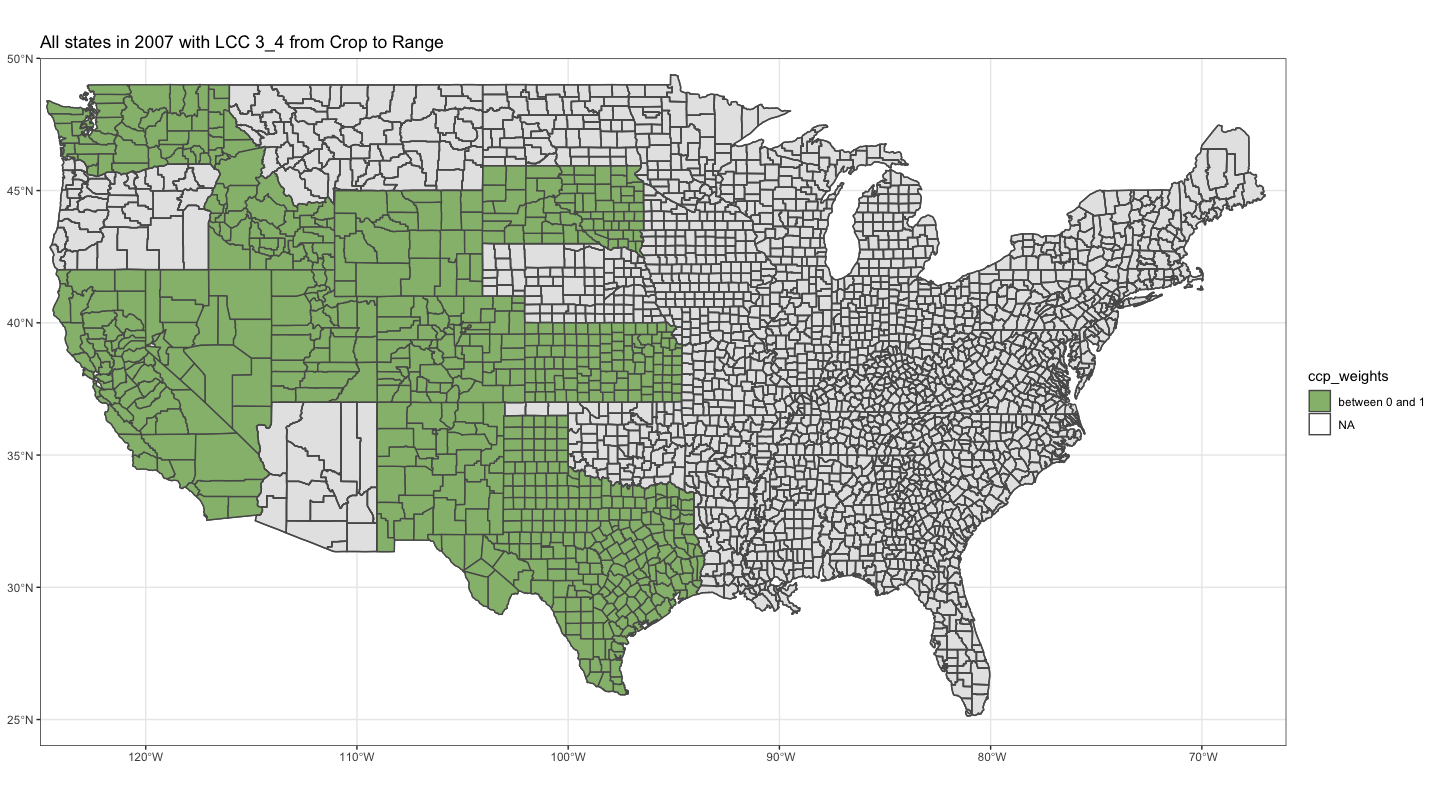 All states in 2007 with LCC 3_4 from Crop to Range
50°N
45°N
40°N
35°N
30°N
25°N
120°W 110°W 100°W 90°W 80°W 70°W
ccp_weights
between 0 and 1
NA